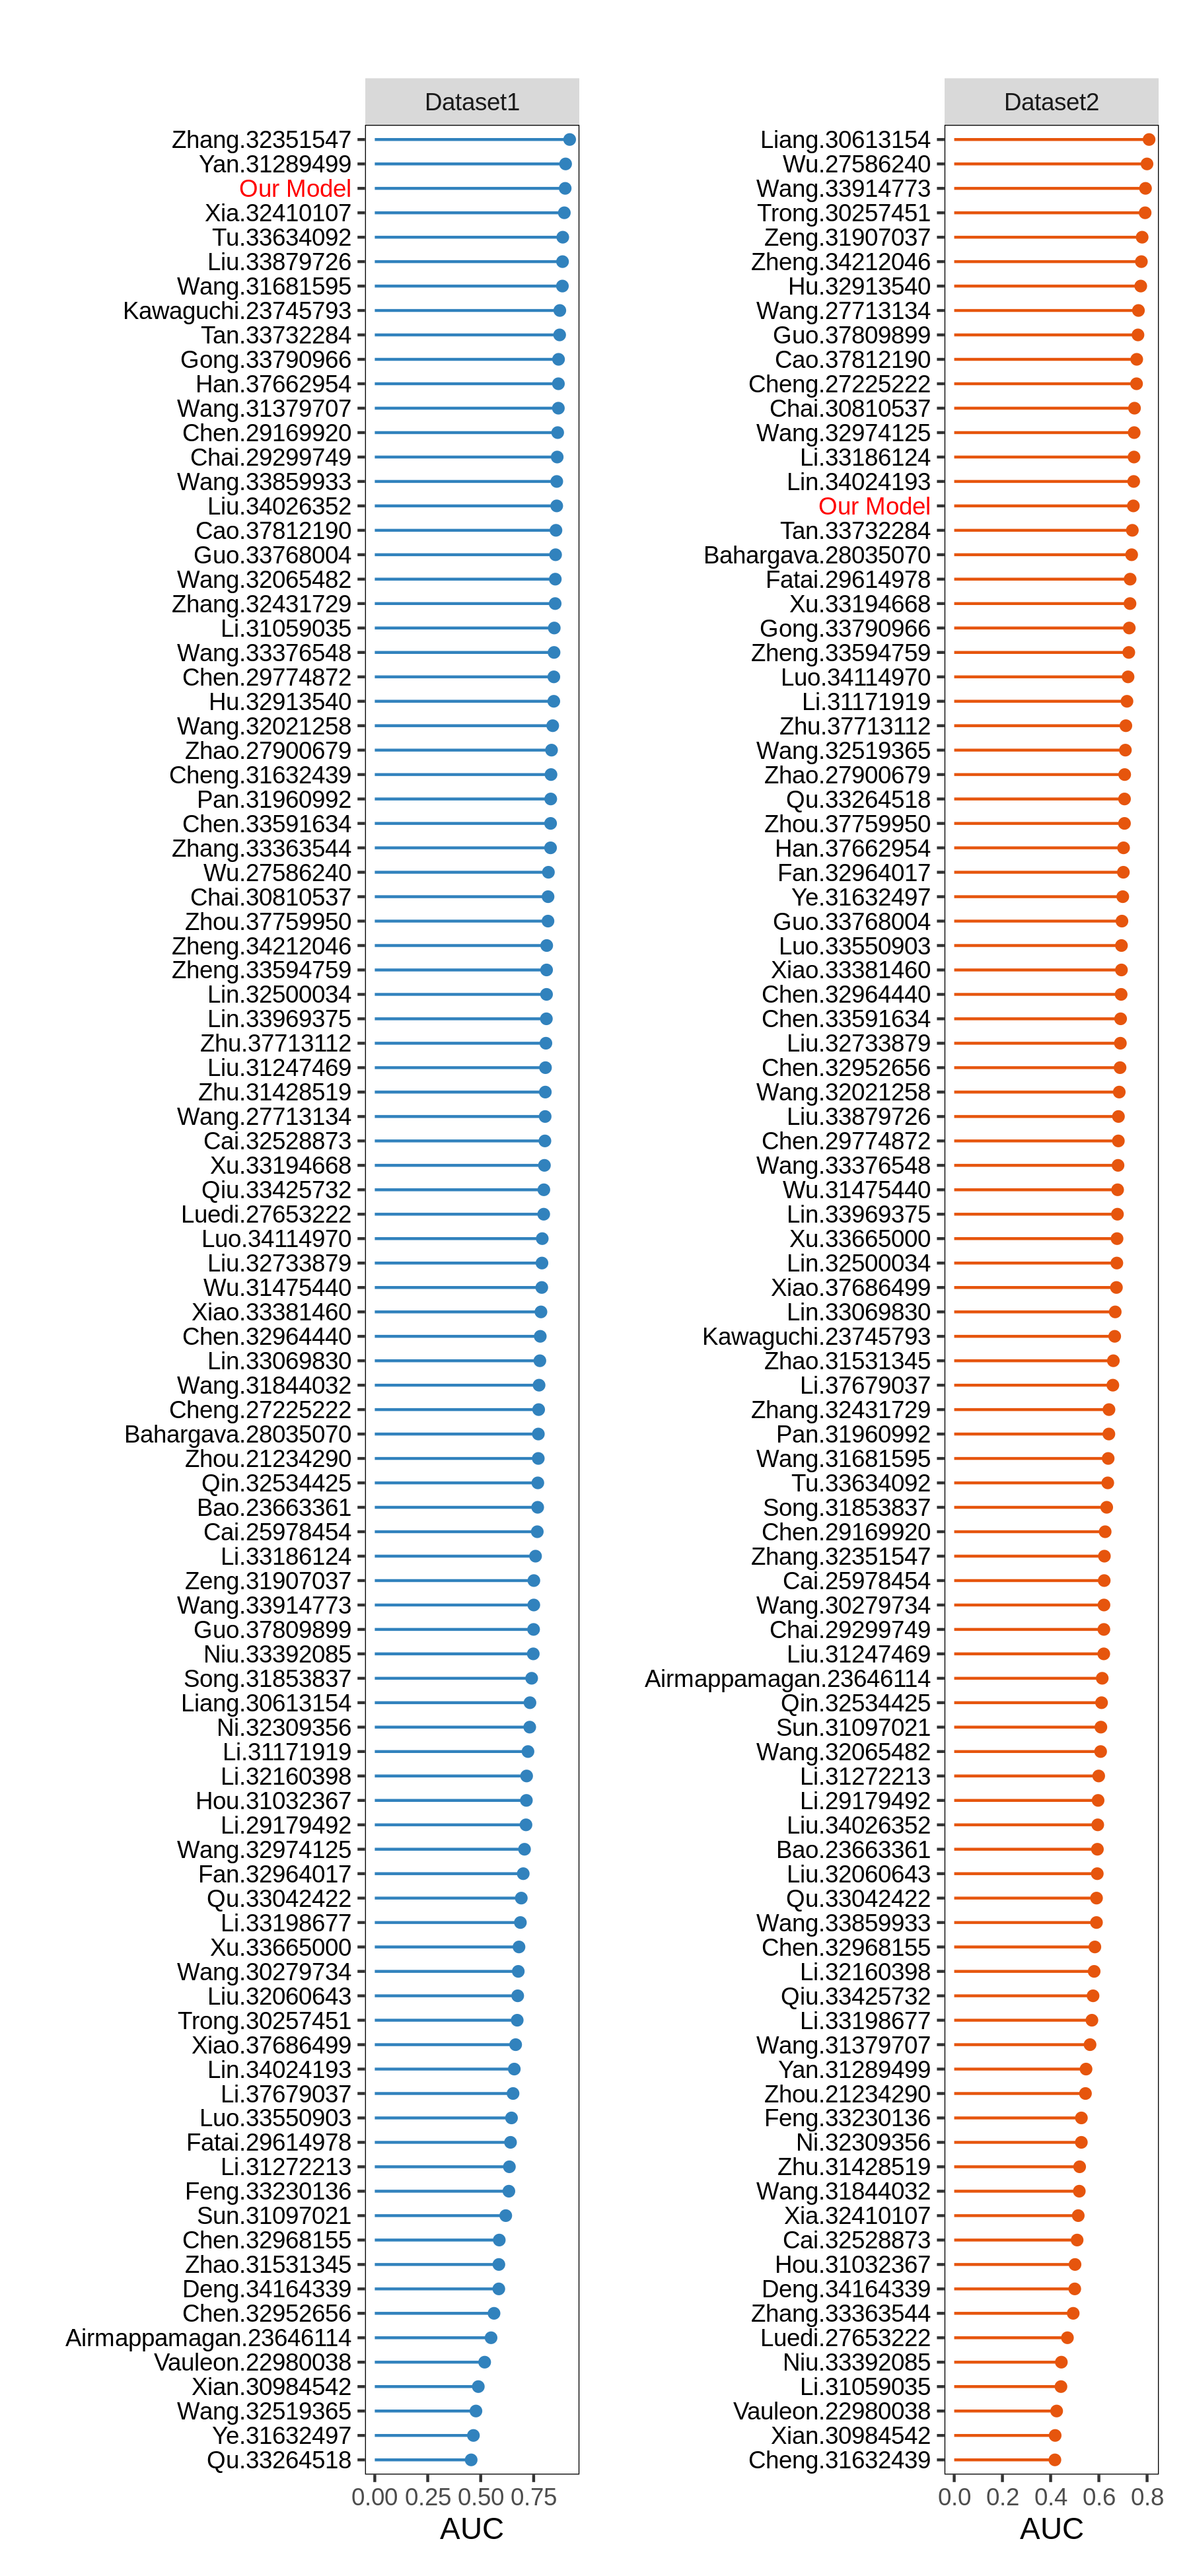 Dataset1
Zhang.32351547
Yan.31289499
Our Model
Xia.32410107
Tu.33634092
Liu.33879726
Wang.31681595
Kawaguchi.23745793
Tan.33732284
Gong.33790966
Han.37662954
Wang.31379707
Chen.29169920
Chai.29299749
Wang.33859933
Liu.34026352
Cao.37812190
Guo.33768004
Wang.32065482
Zhang.32431729
Li.31059035
Wang.33376548
Chen.29774872
Hu.32913540
Wang.32021258
Zhao.27900679
Cheng.31632439
Pan.31960992
Chen.33591634
Zhang.33363544
Wu.27586240
Chai.30810537
Zhou.37759950
Zheng.34212046
Zheng.33594759
Lin.32500034
Lin.33969375
Zhu.37713112
Liu.31247469
Zhu.31428519
Wang.27713134
Cai.32528873
Xu.33194668
Qiu.33425732
Luedi.27653222
Luo.34114970
Liu.32733879
Wu.31475440
Xiao.33381460
Chen.32964440
Lin.33069830
Wang.31844032
Cheng.27225222
Bahargava.28035070
Zhou.21234290
Qin.32534425
Bao.23663361
Cai.25978454
Li.33186124
Zeng.31907037
Wang.33914773
Guo.37809899
Niu.33392085
Song.31853837
Liang.30613154
Ni.32309356
Li.31171919
Li.32160398
Hou.31032367
Li.29179492
Wang.32974125
Fan.32964017
Qu.33042422
Li.33198677
Xu.33665000
Wang.30279734
Liu.32060643
Trong.30257451
Xiao.37686499
Lin.34024193
Li.37679037
Luo.33550903
Fatai.29614978
Li.31272213
Feng.33230136
Sun.31097021
Chen.32968155
Zhao.31531345
Deng.34164339
Chen.32952656
Airmappamagan.23646114
Vauleon.22980038
Xian.30984542
Wang.32519365
Ye.31632497
Qu.33264518
0.00 0.25 0.50 0.75
AUC
Dataset2
Liang.30613154
Wu.27586240
Wang.33914773
Trong.30257451
Zeng.31907037
Zheng.34212046
Hu.32913540
Wang.27713134
Guo.37809899
Cao.37812190
Cheng.27225222
Chai.30810537
Wang.32974125
Li.33186124
Lin.34024193
Our Model
Tan.33732284
Bahargava.28035070
Fatai.29614978
Xu.33194668
Gong.33790966
Zheng.33594759
Luo.34114970
Li.31171919
Zhu.37713112
Wang.32519365
Zhao.27900679
Qu.33264518
Zhou.37759950
Han.37662954
Fan.32964017
Ye.31632497
Guo.33768004
Luo.33550903
Xiao.33381460
Chen.32964440
Chen.33591634
Liu.32733879
Chen.32952656
Wang.32021258
Liu.33879726
Chen.29774872
Wang.33376548
Wu.31475440
Lin.33969375
Xu.33665000
Lin.32500034
Xiao.37686499
Lin.33069830
Kawaguchi.23745793
Zhao.31531345
Li.37679037
Zhang.32431729
Pan.31960992
Wang.31681595
Tu.33634092
Song.31853837
Chen.29169920
Zhang.32351547
Cai.25978454
Wang.30279734
Chai.29299749
Liu.31247469
Airmappamagan.23646114
Qin.32534425
Sun.31097021
Wang.32065482
Li.31272213
Li.29179492
Liu.34026352
Bao.23663361
Liu.32060643
Qu.33042422
Wang.33859933
Chen.32968155
Li.32160398
Qiu.33425732
Li.33198677
Wang.31379707
Yan.31289499
Zhou.21234290
Feng.33230136
Ni.32309356
Zhu.31428519
Wang.31844032
Xia.32410107
Cai.32528873
Hou.31032367
Deng.34164339
Zhang.33363544
Luedi.27653222
Niu.33392085
Li.31059035
Vauleon.22980038
Xian.30984542
Cheng.31632439
0.0 0.2 0.4 0.6 0.8
AUC